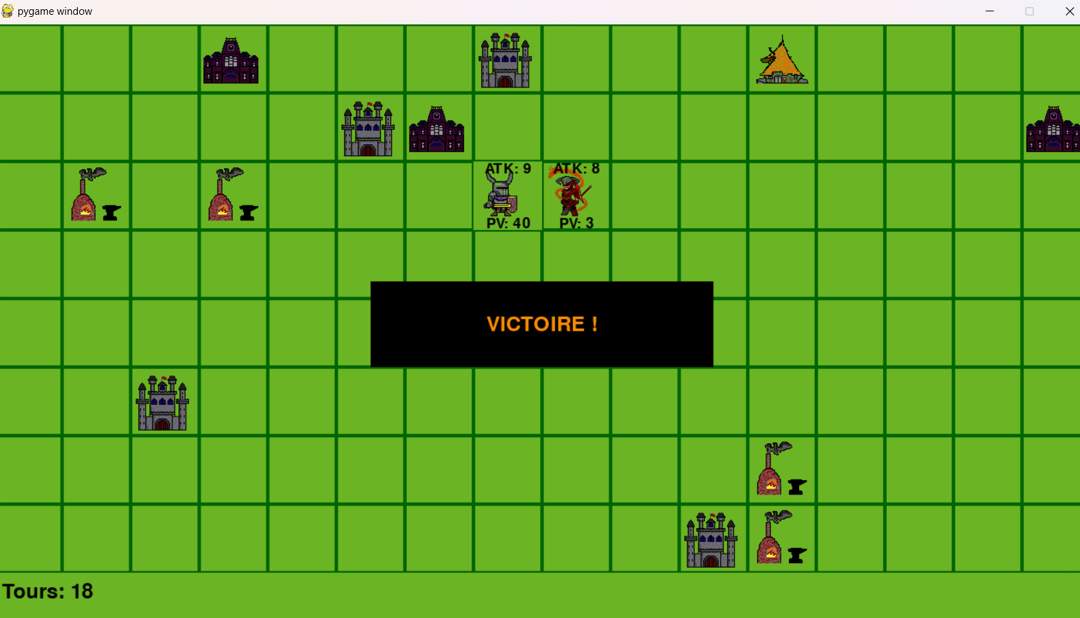 pygame window
ATK: 9
ATK: 8
PV: 40
PV: 3
VICTOIRE !
Tours: 18